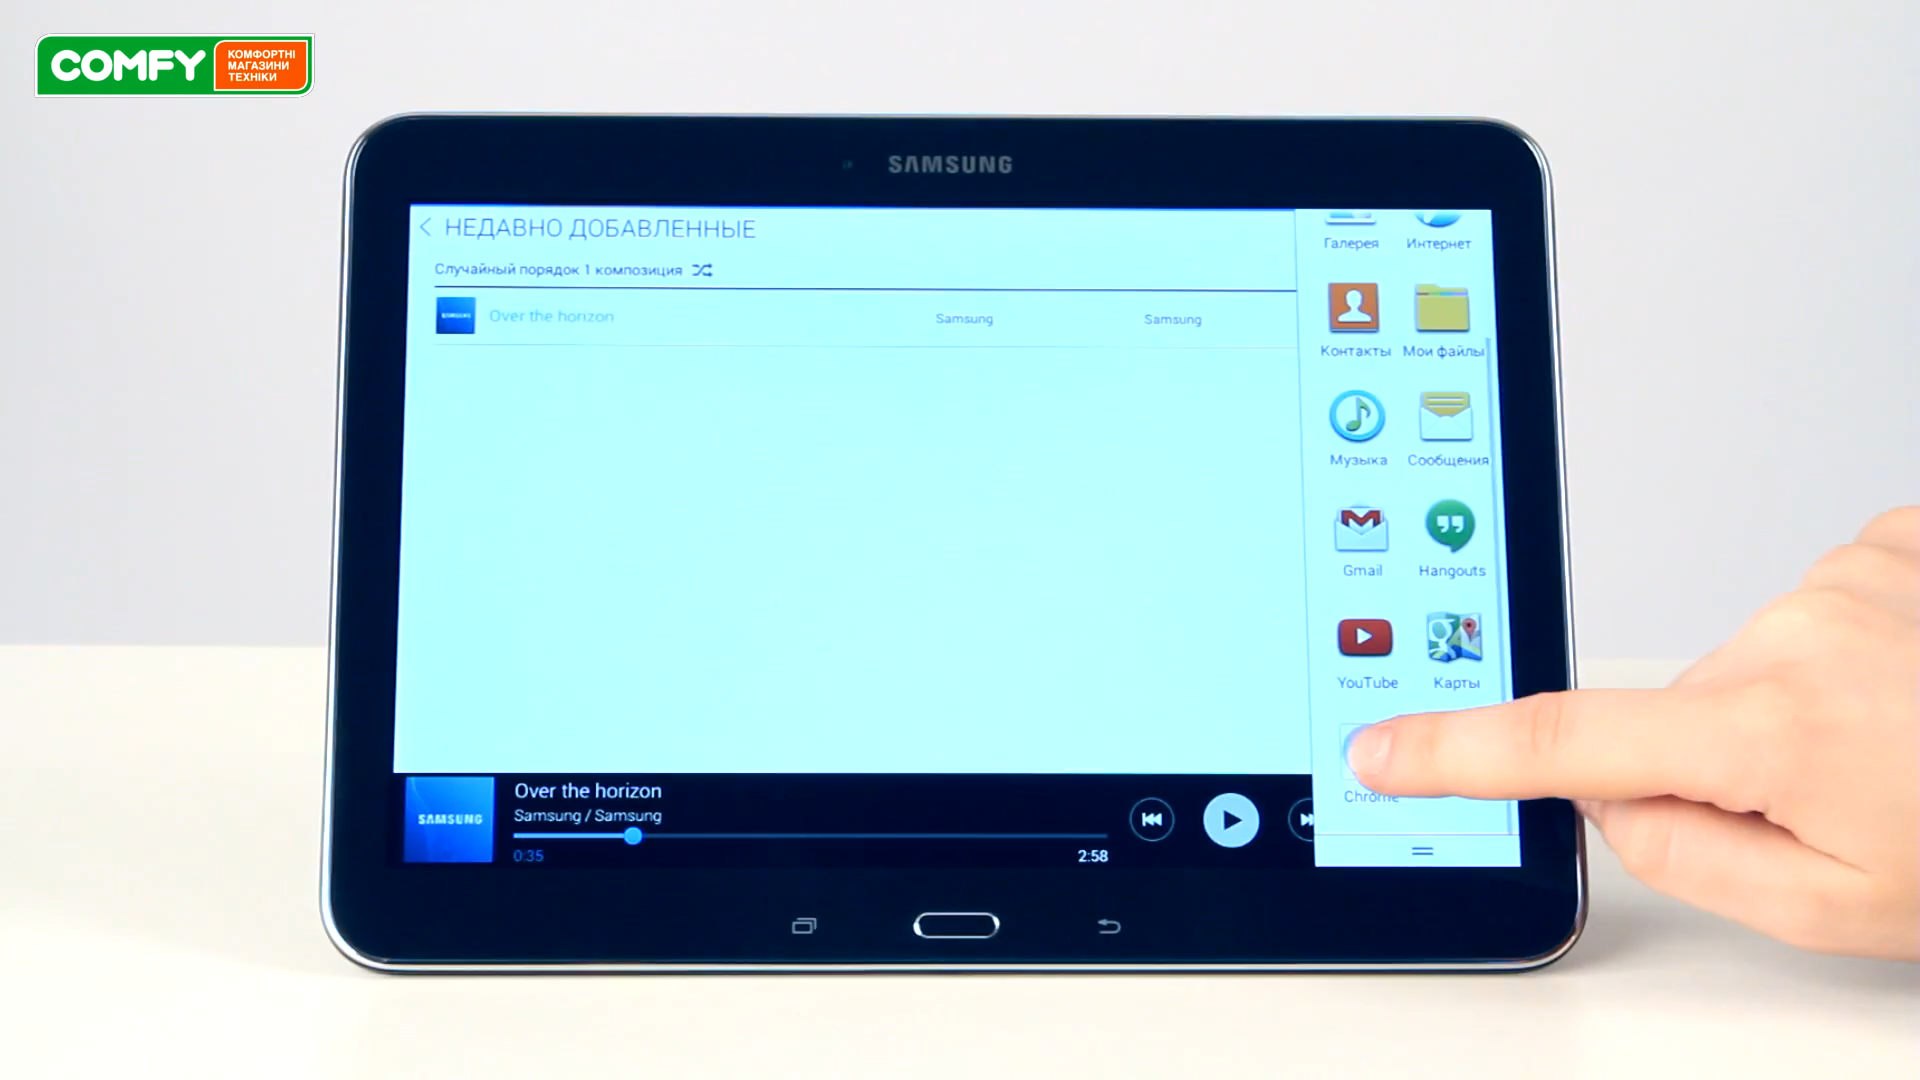 COMFY
КОМФОРТНІ
МАГАЗИНИ
ТЕХНІКИ
SAMSUNG
НЕДАВНО ДОБАВЛЕННЫЕ
Случайный порядок 1 композиция
SAMSUNG Over the horizon Samsung Samsung
Галерея Интернет
Контакты Мои файлы
Музыка Сообщения
Gmail Hangouts
YouTube Карты
Chrome
SAMSUNG
Over the horizon
Samsung / Samsung
0:35 2:58